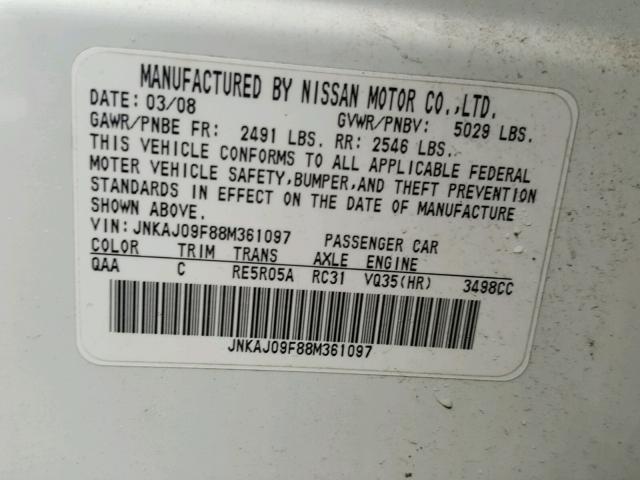 MANUFACTURED BY NISSAN MOTOR CO.,LTD.
DATE: 03/08 GVWR/PNBV: 5029 LBS.
GAWR/PNBE FR: 2491 LBS. RR: 2546 LBS.
THIS VEHICLE CONFORMS TO ALL APPLICABLE FEDERAL
MOTER VEHICLE SAFETY,BUMPER,AND THEFT PREVENTION
STANDARDS IN EFFECT ON THE DATE OF MANUFACTURE
SHOWN ABOVE.
VIN: JNKAJ09F88M361097 PASSENGER CAR
COLOR TRIM TRANS AXLE ENGINE
QAA C RE5R05A RC31 VQ35(HR) 3498CC
JNKAJ09F88M361097